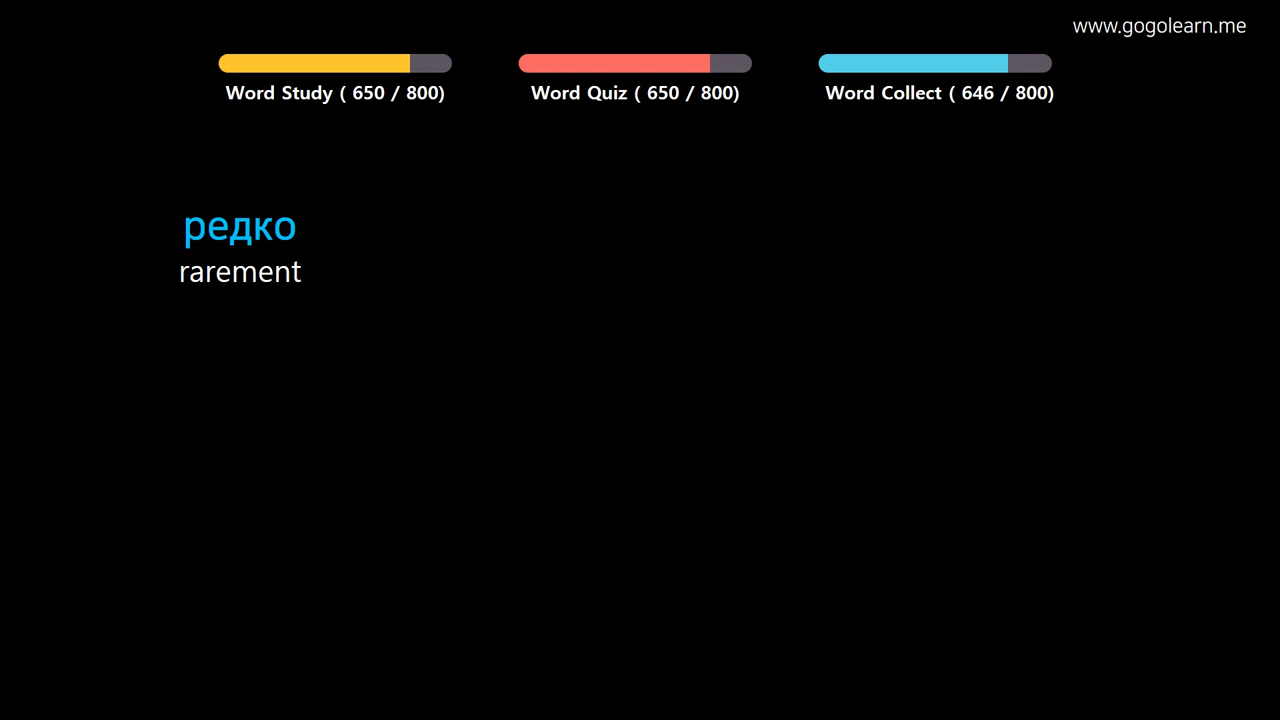 www.gogolearn.me
Word Study ( 650 / 800)
Word Quiz ( 650 / 800)
Word Collect ( 646 / 800)
редко
rarement